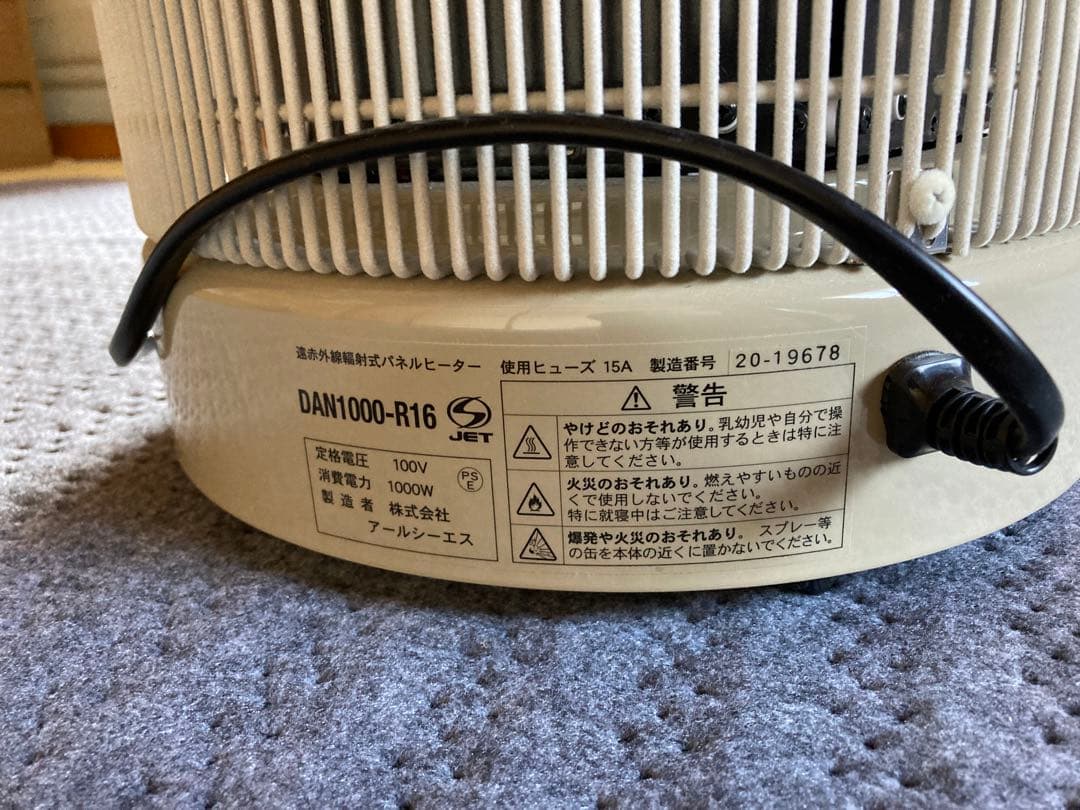 遠赤外線輻射式パネルヒーター 使用ヒューズ 15A 製造番号 20-19678
DAN1000-R16
JET
定格電圧 100V
消費電力 1000W
製造者 株式会社
アールシーエス
PS
E
警告
やけどのおそれあり。乳幼児や自分で操
作できない方等が使用するときは特に注
意してください。
火災のおそれあり。燃えやすいものの近
くで使用しないでください。
特に就寝中はご注意してください。
爆発や火災のおそれあり。 スプレー等
の缶を本体の近くに置かないでください。